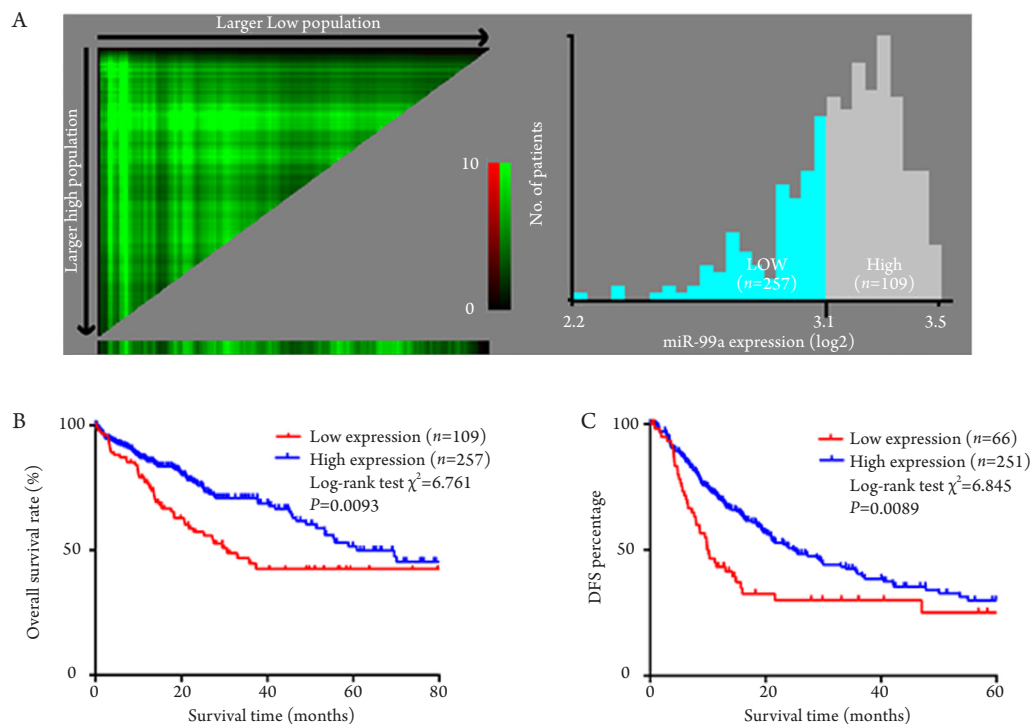 A
Larger Low population
Larger high population
10
0
No. of patients
LOW
(n=257)
High
(n=109)
2.2
3.1
3.5
miR-99a expression (log2)
B
100
50
0
Overall survival rate (%)
Low expression (n=109)
High expression (n=257)
Log-rank test χ²=6.761
P=0.0093
0
20
40
60
80
Survival time (months)
C
100
50
0
DFS percentage
Low expression (n=66)
High expression (n=251)
Log-rank test χ²=6.845
P=0.0089
0
20
40
60
Survival time (months)